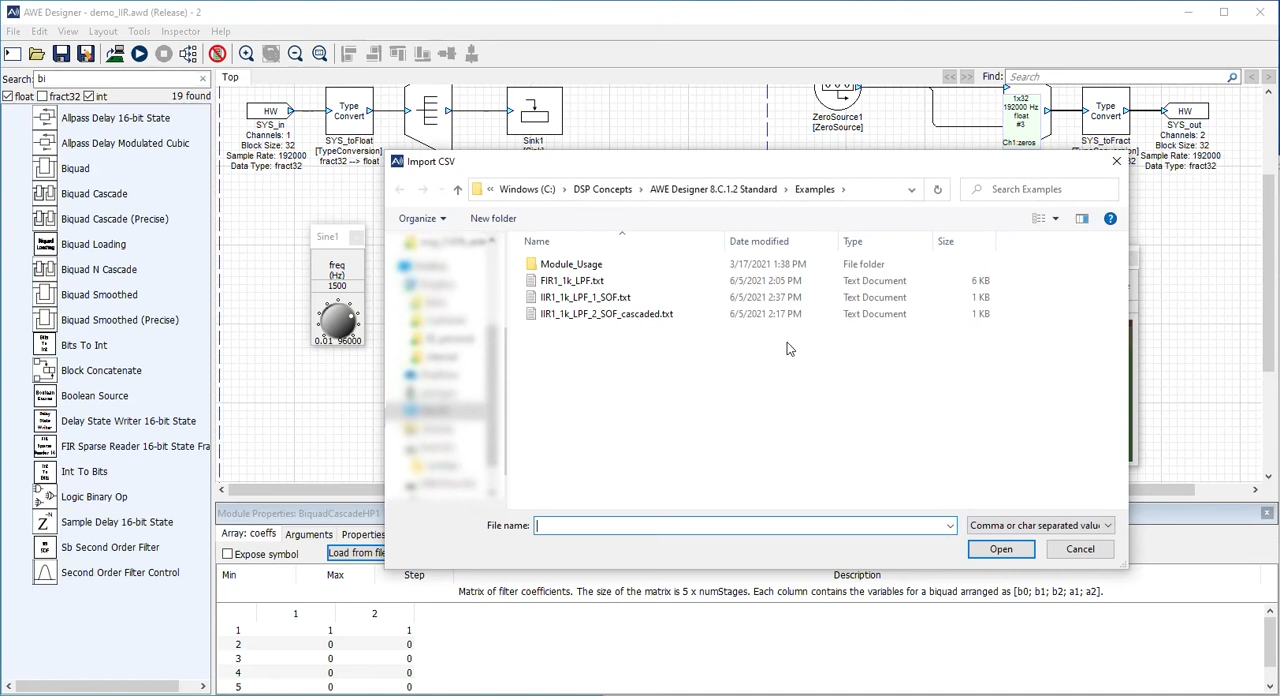 AWE Designer - demo_IIR.awd (Release) - 2
File Edit View Layout Tools Inspector Help
Search: bi
float fract32 int 19 found
Allpass Delay 16-bit State
Allpass Delay Modulated Cubic
Biquad
Biquad Cascade
Biquad Cascade (Precise)
Biquad Loading
Biquad N Cascade
Biquad Smoothed
Biquad Smoothed (Precise)
Bits To Int
Block Concatenate
Boolean Source
Delay State Writer 16-bit State
FIR Sparse Reader 16-bit State Fra
Int To Bits
Logic Binary Op
Sample Delay 16-bit State
Sb Second Order Filter
Second Order Filter Control
Top
<< >> Find: Search
HW
SYS_in
Channels: 1
Block Size: 32
Sample Rate: 192000
Data Type: fract32
Type
Convert
SYS_toFloat
[TypeConversion]
fract32 --> float
Sink1
ZeroSource1
[ZeroSource]
1x32
192000 Hz
float
#3
Ch1:zeros
Type
Convert
SYS_toFract
HW
SYS_out
Channels: 2
Block Size: 32
Sample Rate: 192000
Data Type: fract32
Sine1
freq
(Hz)
1500
0.01 96000
Import CSV
« Windows (C:) › DSP Concepts › AWE Designer 8.C.1.2 Standard › Examples ›
Search Examples
Organize New folder
Name Date modified Type Size
Module_Usage 3/17/2021 1:38 PM File folder
FIR1_1k_LPF.txt 6/5/2021 2:05 PM Text Document 6 KB
IIR1_1k_LPF_1_SOF.txt 6/5/2021 2:37 PM Text Document 1 KB
IIR1_1k_LPF_2_SOF_cascaded.txt 6/5/2021 2:17 PM Text Document 1 KB
File name:
Comma or char separated value
Open Cancel
Module Properties: BiquadCascadeHP1
Array: coeffs Arguments Properties
Expose symbol Load from file
Min Max Step Description
Matrix of filter coefficients. The size of the matrix is 5 x numStages. Each column contains the variables for a biquad arranged as [b0; b1; b2; a1; a2].
1 2
1 1 1
2 0 0
3 0 0
4 0 0
5 0 0